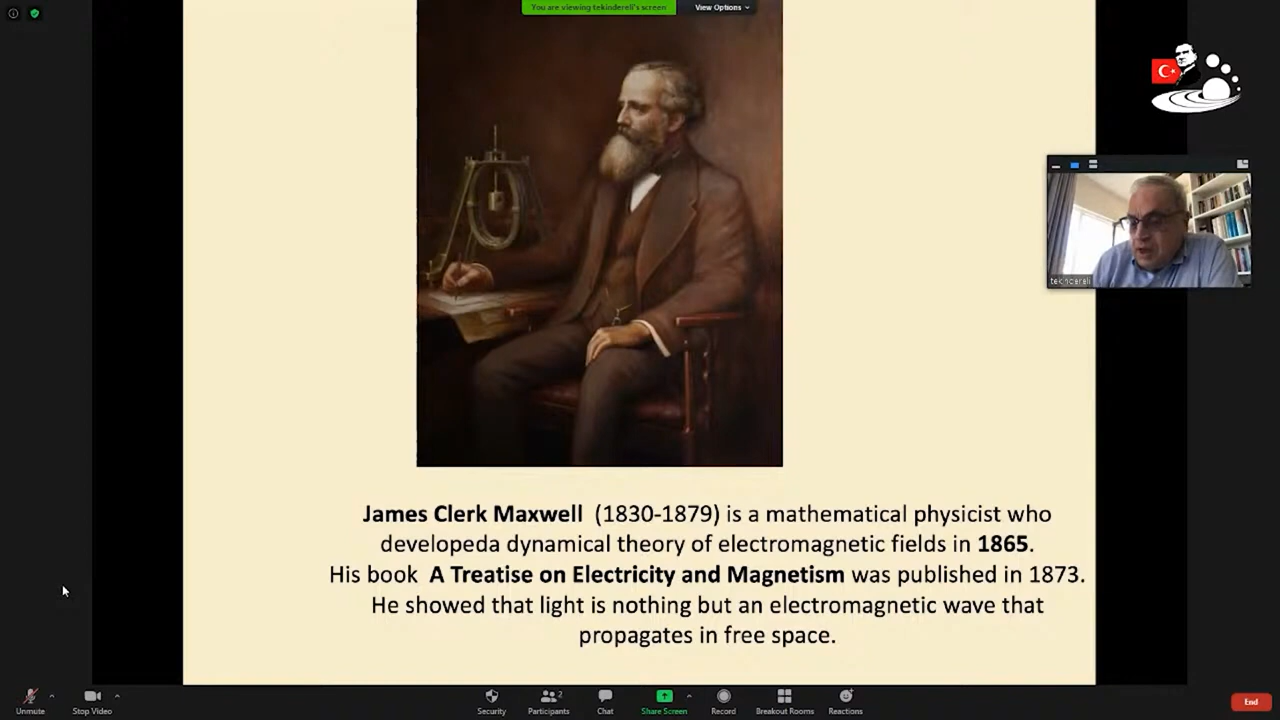 You are viewing tekindereli's screen
View Options
tekindereli
James Clerk Maxwell (1830-1879) is a mathematical physicist who
developeda dynamical theory of electromagnetic fields in 1865.
His book A Treatise on Electricity and Magnetism was published in 1873.
He showed that light is nothing but an electromagnetic wave that
propagates in free space.
Unmute
Stop Video
Security
Participants
2
Chat
Share Screen
Record
Breakout Rooms
Reactions
End